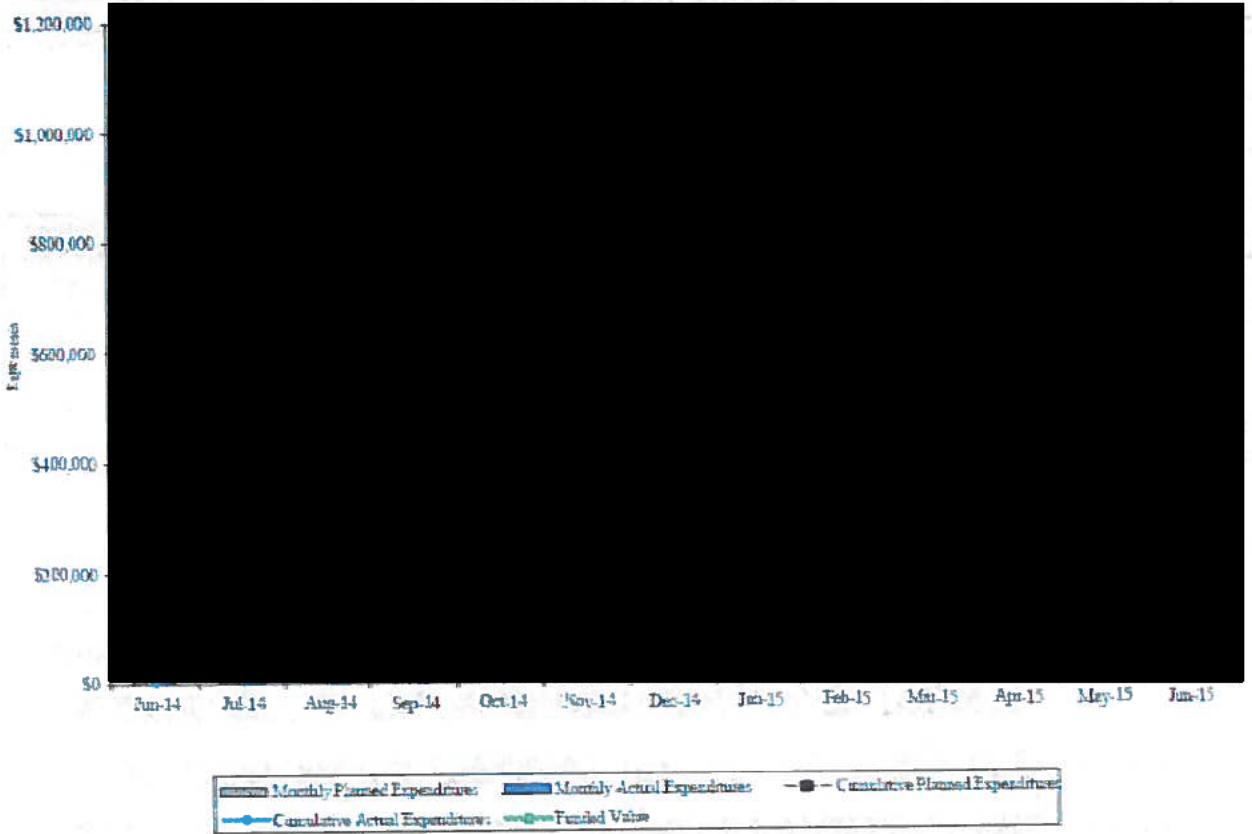 $1,200,000
$1,000,000
$800,000
$600,000
$400,000
$200,000
$0
Expenses
Jun-14 Jul-14 Aug-14 Sep-14 Oct-14 Nov-14 Dec-14 Jan-15 Feb-15 Mar-15 Apr-15 May-15 Jun-15
Monthly Planned Expenditures Monthly Actual Expenditures Cumulative Planned Expenditures
Cumulative Actual Expenditures Funded Value